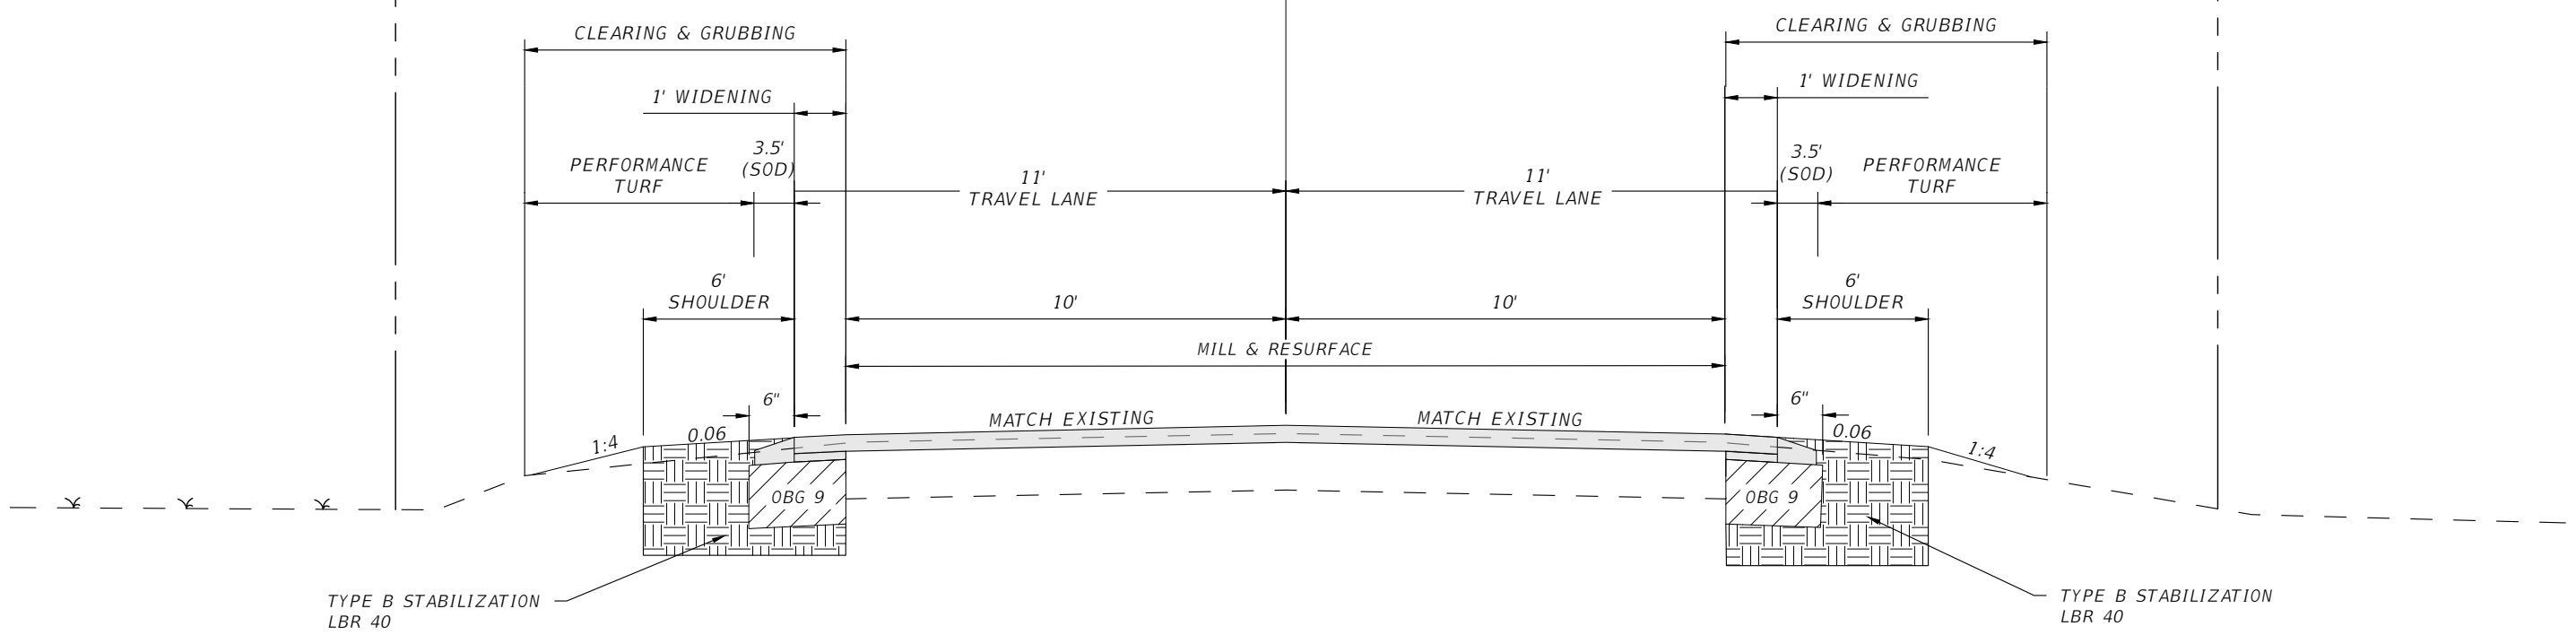 CLEARING & GRUBBING
CLEARING & GRUBBING
1' WIDENING
1' WIDENING
3.5'
(SOD)
PERFORMANCE
TURF
11'
TRAVEL LANE
11'
TRAVEL LANE
3.5'
(SOD)
PERFORMANCE
TURF
6'
SHOULDER
10'
10'
6'
SHOULDER
MILL & RESURFACE
6"
6"
MATCH EXISTING
MATCH EXISTING
1:4
0.06
0.06
1:4
OBG 9
OBG 9
TYPE B STABILIZATION
LBR 40
TYPE B STABILIZATION
LBR 40